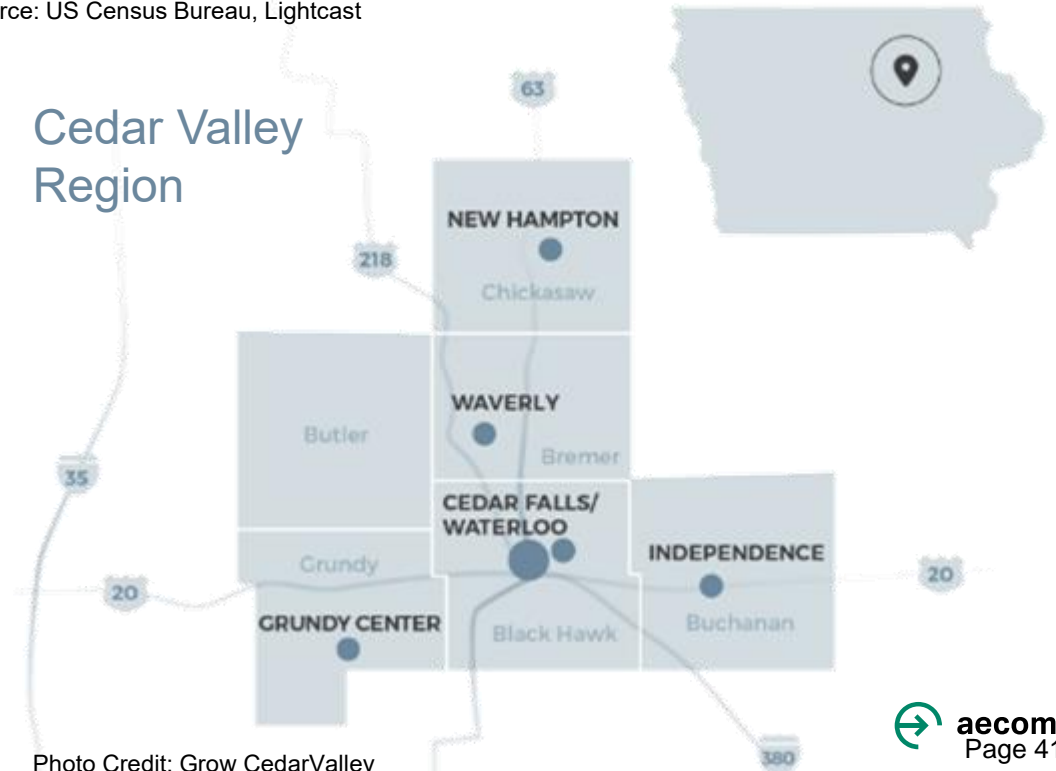 rce: US Census Bureau, Lightcast
Cedar Valley
Region
63
218
NEW HAMPTON
Chickasaw
WAVERLY
Butler
Bremer
35
CEDAR FALLS/
WATERLOO
INDEPENDENCE
Grundy
20
20
GRUNDY CENTER
Black Hawk
Buchanan
380
aecom
Page 41
Photo Credit: Grow CedarValley